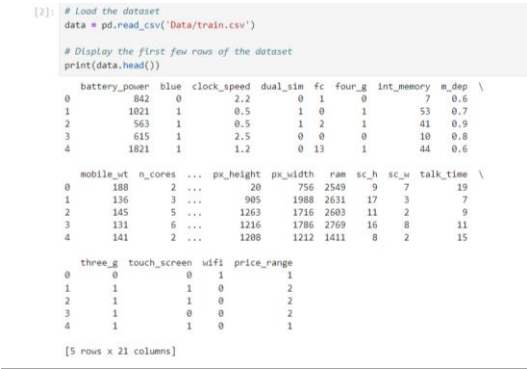 [2]: # Load the dataset
data = pd.read_csv('Data/train.csv')
# Display the first few rows of the dataset
print(data.head())
battery_power blue clock_speed dual_sim fc four_g int_memory m_dep \
0 842 0 2.2 0 1 0 7 0.6
1 1021 1 0.5 1 0 1 53 0.7
2 563 1 0.5 1 2 1 41 0.9
3 615 1 2.5 0 0 0 10 0.8
4 1821 1 1.2 0 13 1 44 0.6
mobile_wt n_cores ... px_height px_width ram sc_h sc_w talk_time \
0 188 2 ... 20 756 2549 9 7 19
1 136 3 ... 905 1988 2631 17 3 7
2 145 5 ... 1263 1716 2603 11 2 9
3 131 6 ... 1216 1786 2769 16 8 11
4 141 2 ... 1208 1212 1411 8 2 15
three_g touch_screen wifi price_range
0 0 0 1 1
1 1 1 0 2
2 1 1 0 2
3 1 0 0 2
4 1 1 0 1
[5 rows x 21 columns]